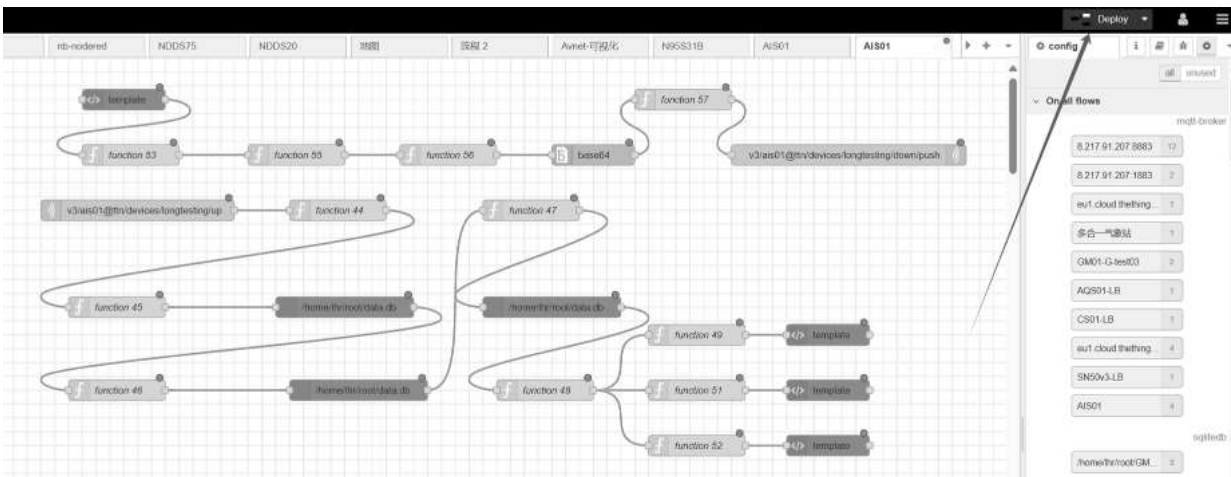 Deploy
nb-nodered
NDDS75
NDDS20
地图
流程 2
Avnet-可视化
N95S31B
AIS01
AIS01
config
all
unused
On all flows
mqtt-broker
8.217.91.207:8883 12
8.217.91.207:1883 2
eu1.cloud.thething... 1
多合一气象站 1
GM01-G-test03 2
AQS01-LB 1
CS01-LB 1
eu1.cloud.thething... 4
SN50v3-LB 1
AIS01 4
sqlitedb
/home/lhr/root/GM...
template
function 57
function 53
function 55
function 56
base64
v3/ais01@ttn/devices/longtesting/down/push
v3/ais01@ttn/devices/longtesting/up
function 44
function 47
function 45
/home/lhr/root/data.db
/home/lhr/root/data.db
function 49
template
function 46
/home/lhr/root/data.db
function 48
function 51
template
function 52
template